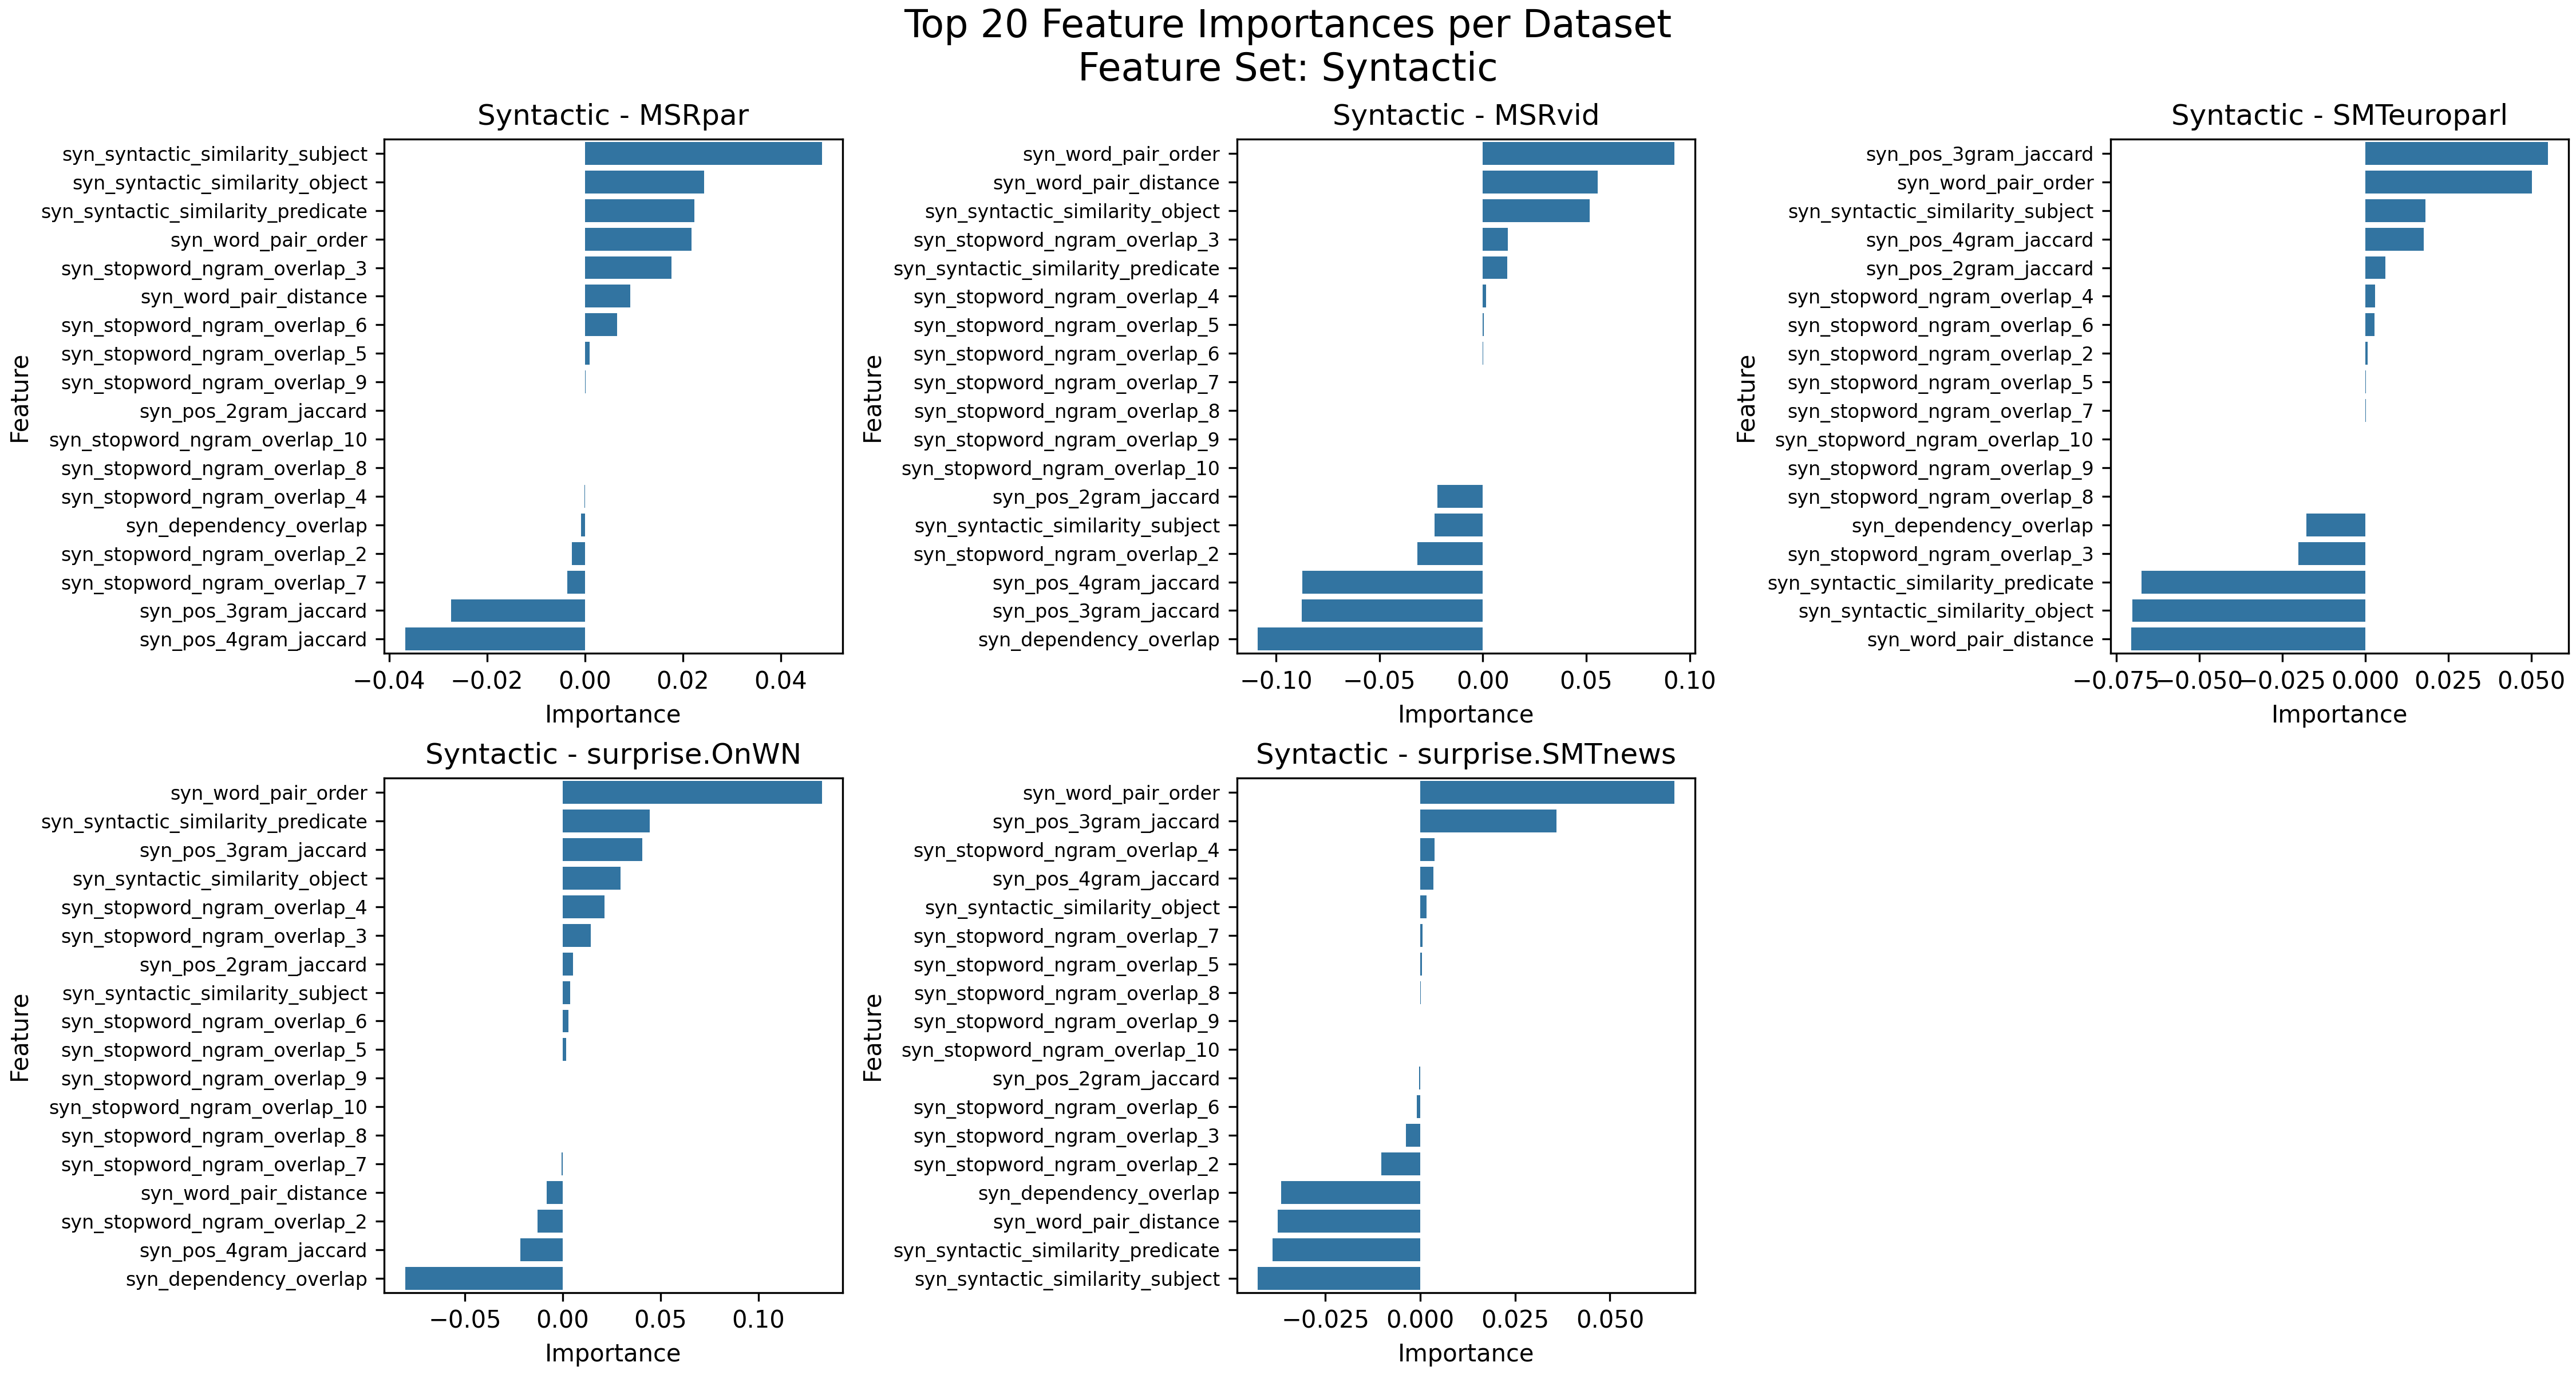 Top 20 Feature Importances per Dataset
Feature Set: Syntactic
Syntactic - MSRpar
Feature
syn_syntactic_similarity_subject
syn_syntactic_similarity_object
syn_syntactic_similarity_predicate
syn_word_pair_order
syn_stopword_ngram_overlap_3
syn_word_pair_distance
syn_stopword_ngram_overlap_6
syn_stopword_ngram_overlap_5
syn_stopword_ngram_overlap_9
syn_pos_2gram_jaccard
syn_stopword_ngram_overlap_10
syn_stopword_ngram_overlap_8
syn_stopword_ngram_overlap_4
syn_dependency_overlap
syn_stopword_ngram_overlap_2
syn_stopword_ngram_overlap_7
syn_pos_3gram_jaccard
syn_pos_4gram_jaccard
−0.04 −0.02 0.00 0.02 0.04
Importance
Syntactic - MSRvid
Feature
syn_word_pair_order
syn_word_pair_distance
syn_syntactic_similarity_object
syn_stopword_ngram_overlap_3
syn_syntactic_similarity_predicate
syn_stopword_ngram_overlap_4
syn_stopword_ngram_overlap_5
syn_stopword_ngram_overlap_6
syn_stopword_ngram_overlap_7
syn_stopword_ngram_overlap_8
syn_stopword_ngram_overlap_9
syn_stopword_ngram_overlap_10
syn_pos_2gram_jaccard
syn_syntactic_similarity_subject
syn_stopword_ngram_overlap_2
syn_pos_4gram_jaccard
syn_pos_3gram_jaccard
syn_dependency_overlap
−0.10 −0.05 0.00 0.05 0.10
Importance
Syntactic - SMTeuroparl
Feature
syn_pos_3gram_jaccard
syn_word_pair_order
syn_syntactic_similarity_subject
syn_pos_4gram_jaccard
syn_pos_2gram_jaccard
syn_stopword_ngram_overlap_4
syn_stopword_ngram_overlap_6
syn_stopword_ngram_overlap_2
syn_stopword_ngram_overlap_5
syn_stopword_ngram_overlap_7
syn_stopword_ngram_overlap_10
syn_stopword_ngram_overlap_9
syn_stopword_ngram_overlap_8
syn_dependency_overlap
syn_stopword_ngram_overlap_3
syn_syntactic_similarity_predicate
syn_syntactic_similarity_object
syn_word_pair_distance
−0.075 −0.050 −0.025 0.000 0.025 0.050
Importance
Syntactic - surprise.OnWN
Feature
syn_word_pair_order
syn_syntactic_similarity_predicate
syn_pos_3gram_jaccard
syn_syntactic_similarity_object
syn_stopword_ngram_overlap_4
syn_stopword_ngram_overlap_3
syn_pos_2gram_jaccard
syn_syntactic_similarity_subject
syn_stopword_ngram_overlap_6
syn_stopword_ngram_overlap_5
syn_stopword_ngram_overlap_9
syn_stopword_ngram_overlap_10
syn_stopword_ngram_overlap_8
syn_stopword_ngram_overlap_7
syn_word_pair_distance
syn_stopword_ngram_overlap_2
syn_pos_4gram_jaccard
syn_dependency_overlap
−0.05 0.00 0.05 0.10
Importance
Syntactic - surprise.SMTnews
Feature
syn_word_pair_order
syn_pos_3gram_jaccard
syn_stopword_ngram_overlap_4
syn_pos_4gram_jaccard
syn_syntactic_similarity_object
syn_stopword_ngram_overlap_7
syn_stopword_ngram_overlap_5
syn_stopword_ngram_overlap_8
syn_stopword_ngram_overlap_9
syn_stopword_ngram_overlap_10
syn_pos_2gram_jaccard
syn_stopword_ngram_overlap_6
syn_stopword_ngram_overlap_3
syn_stopword_ngram_overlap_2
syn_dependency_overlap
syn_word_pair_distance
syn_syntactic_similarity_predicate
syn_syntactic_similarity_subject
−0.025 0.000 0.025 0.050
Importance